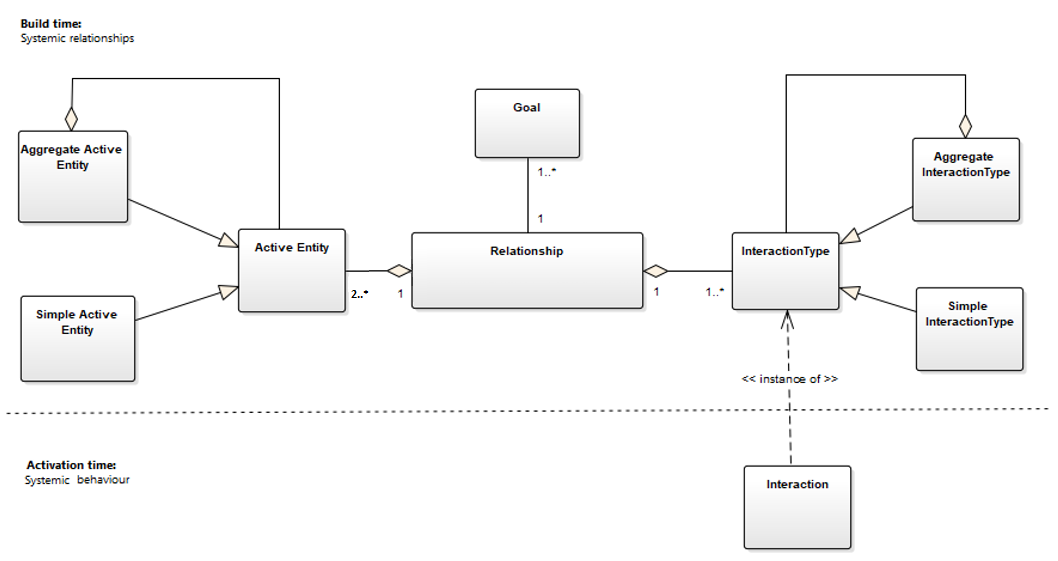 Build time:
Systemic relationships
Goal
Aggregate Active
Entity
Aggregate
InteractionType
1..*
1
Active Entity
Relationship
InteractionType
2..*
1
1
1..*
Simple Active
Entity
Simple
InteractionType
<< instance of >>
Activation time:
Systemic behaviour
Interaction